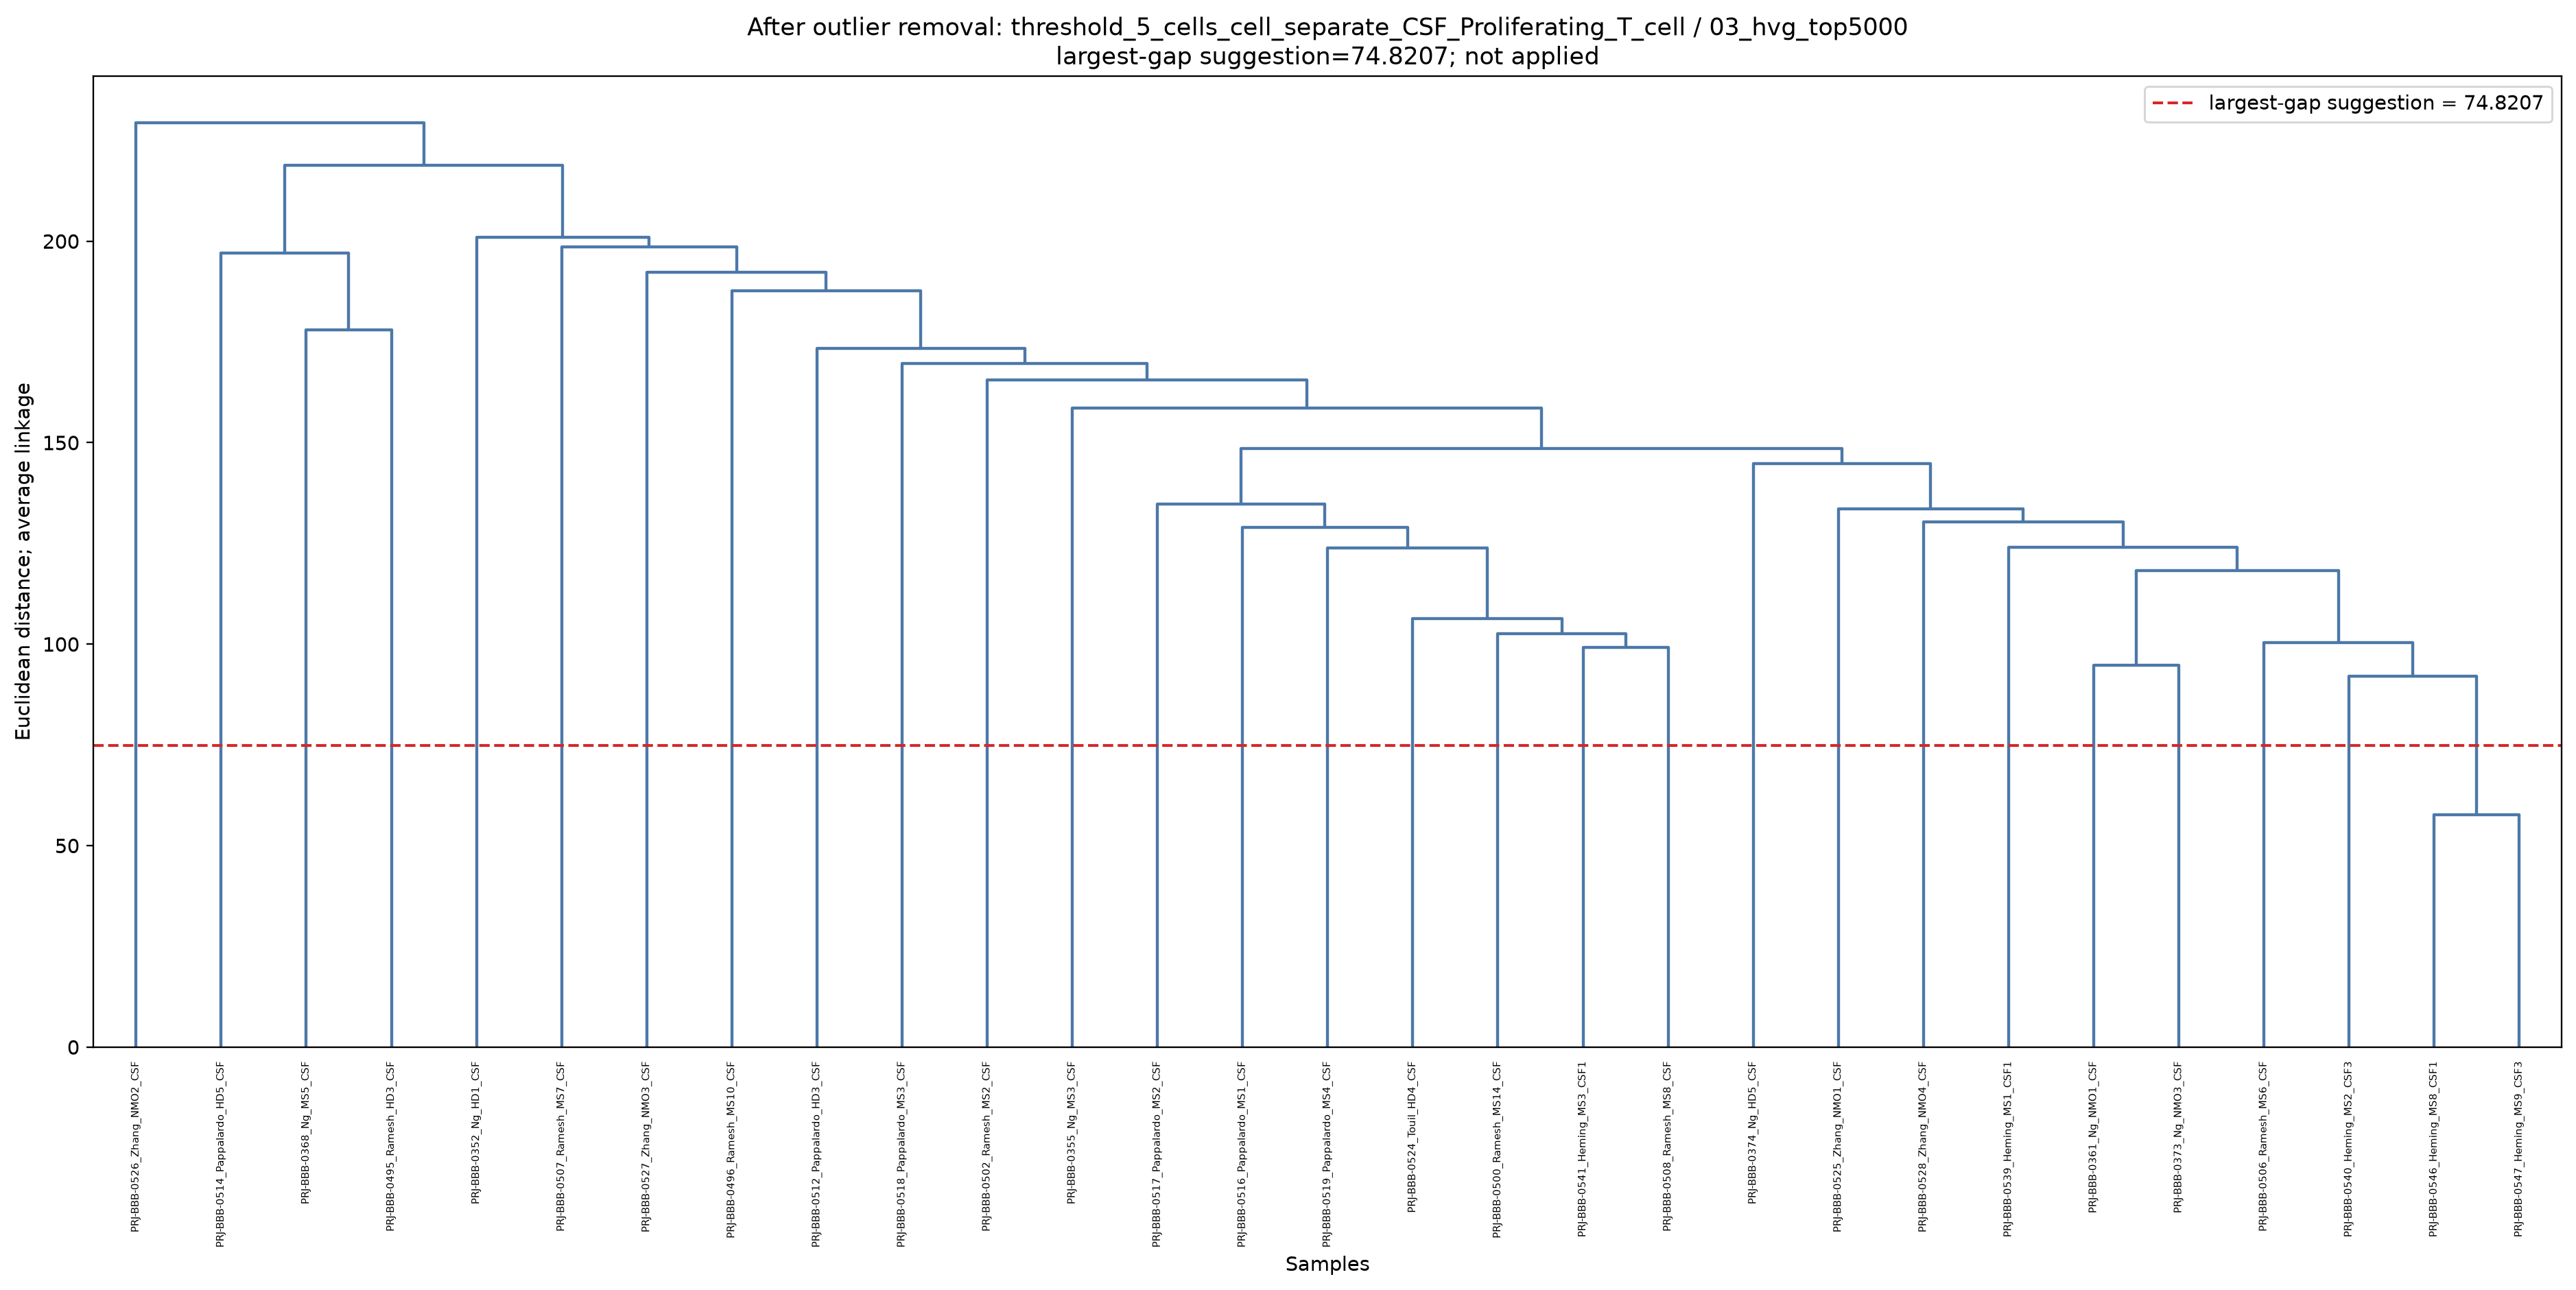 After outlier removal: threshold_5_cells_cell_separate_CSF_Proliferating_T_cell / 03_hvg_top5000
largest-gap suggestion=74.8207; not applied
largest-gap suggestion = 74.8207
Euclidean distance; average linkage
200
150
100
50
0
PRJ-BBB-0526_Zhang_NMO2_CSF
PRJ-BBB-0514_Pappalardo_HD5_CSF
PRJ-BBB-0368_Ng_MS5_CSF
PRJ-BBB-0495_Ramesh_HD3_CSF
PRJ-BBB-0352_Ng_HD1_CSF
PRJ-BBB-0507_Ramesh_MS7_CSF
PRJ-BBB-0527_Zhang_NMO3_CSF
PRJ-BBB-0496_Ramesh_MS10_CSF
PRJ-BBB-0512_Pappalardo_HD3_CSF
PRJ-BBB-0518_Pappalardo_MS3_CSF
PRJ-BBB-0502_Ramesh_MS2_CSF
PRJ-BBB-0355_Ng_MS3_CSF
PRJ-BBB-0517_Pappalardo_MS2_CSF
PRJ-BBB-0516_Pappalardo_MS1_CSF
PRJ-BBB-0519_Pappalardo_MS4_CSF
PRJ-BBB-0524_Touil_HD4_CSF
PRJ-BBB-0500_Ramesh_MS14_CSF
PRJ-BBB-0541_Heming_MS3_CSF1
PRJ-BBB-0508_Ramesh_MS8_CSF
PRJ-BBB-0374_Ng_HD5_CSF
PRJ-BBB-0525_Zhang_NMO1_CSF
PRJ-BBB-0528_Zhang_NMO4_CSF
PRJ-BBB-0539_Heming_MS1_CSF1
PRJ-BBB-0361_Ng_NMO1_CSF
PRJ-BBB-0373_Ng_NMO3_CSF
PRJ-BBB-0506_Ramesh_MS6_CSF
PRJ-BBB-0540_Heming_MS2_CSF3
PRJ-BBB-0546_Heming_MS8_CSF1
PRJ-BBB-0547_Heming_MS9_CSF3
Samples